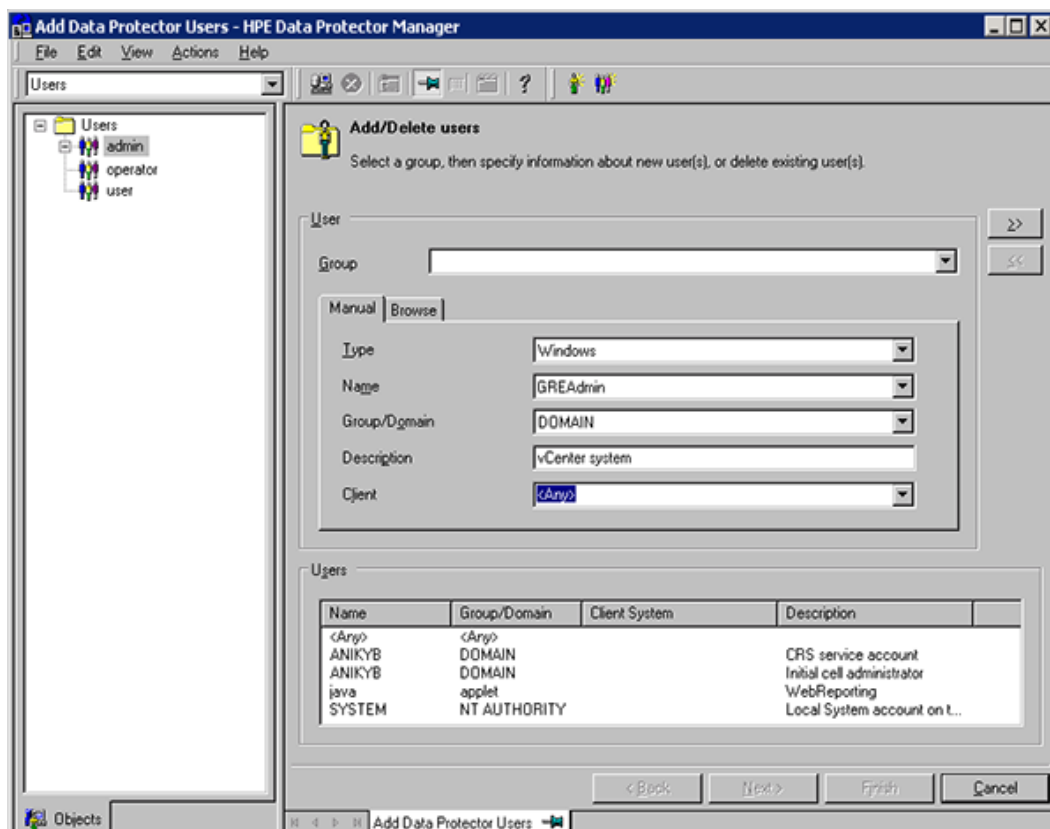 Add Data Protector Users - HPE Data Protector Manager
File Edit View Actions Help
Users
Users
admin
operator
user
Add/Delete users
Select a group, then specify information about new user(s), or delete existing user(s).
User
>>
Group
<<
Manual Browse
Type Windows
Name GREAdmin
Group/Domain DOMAIN
Description vCenter system
Client <Any>
Users
Name Group/Domain Client System Description
<Any> <Any>
ANIKYB DOMAIN CRS service account
ANIKYB DOMAIN Initial cell administrator
java applet WebReporting
SYSTEM NT AUTHORITY Local System account on t...
< Back Next > Finish Cancel
Objects Add Data Protector Users